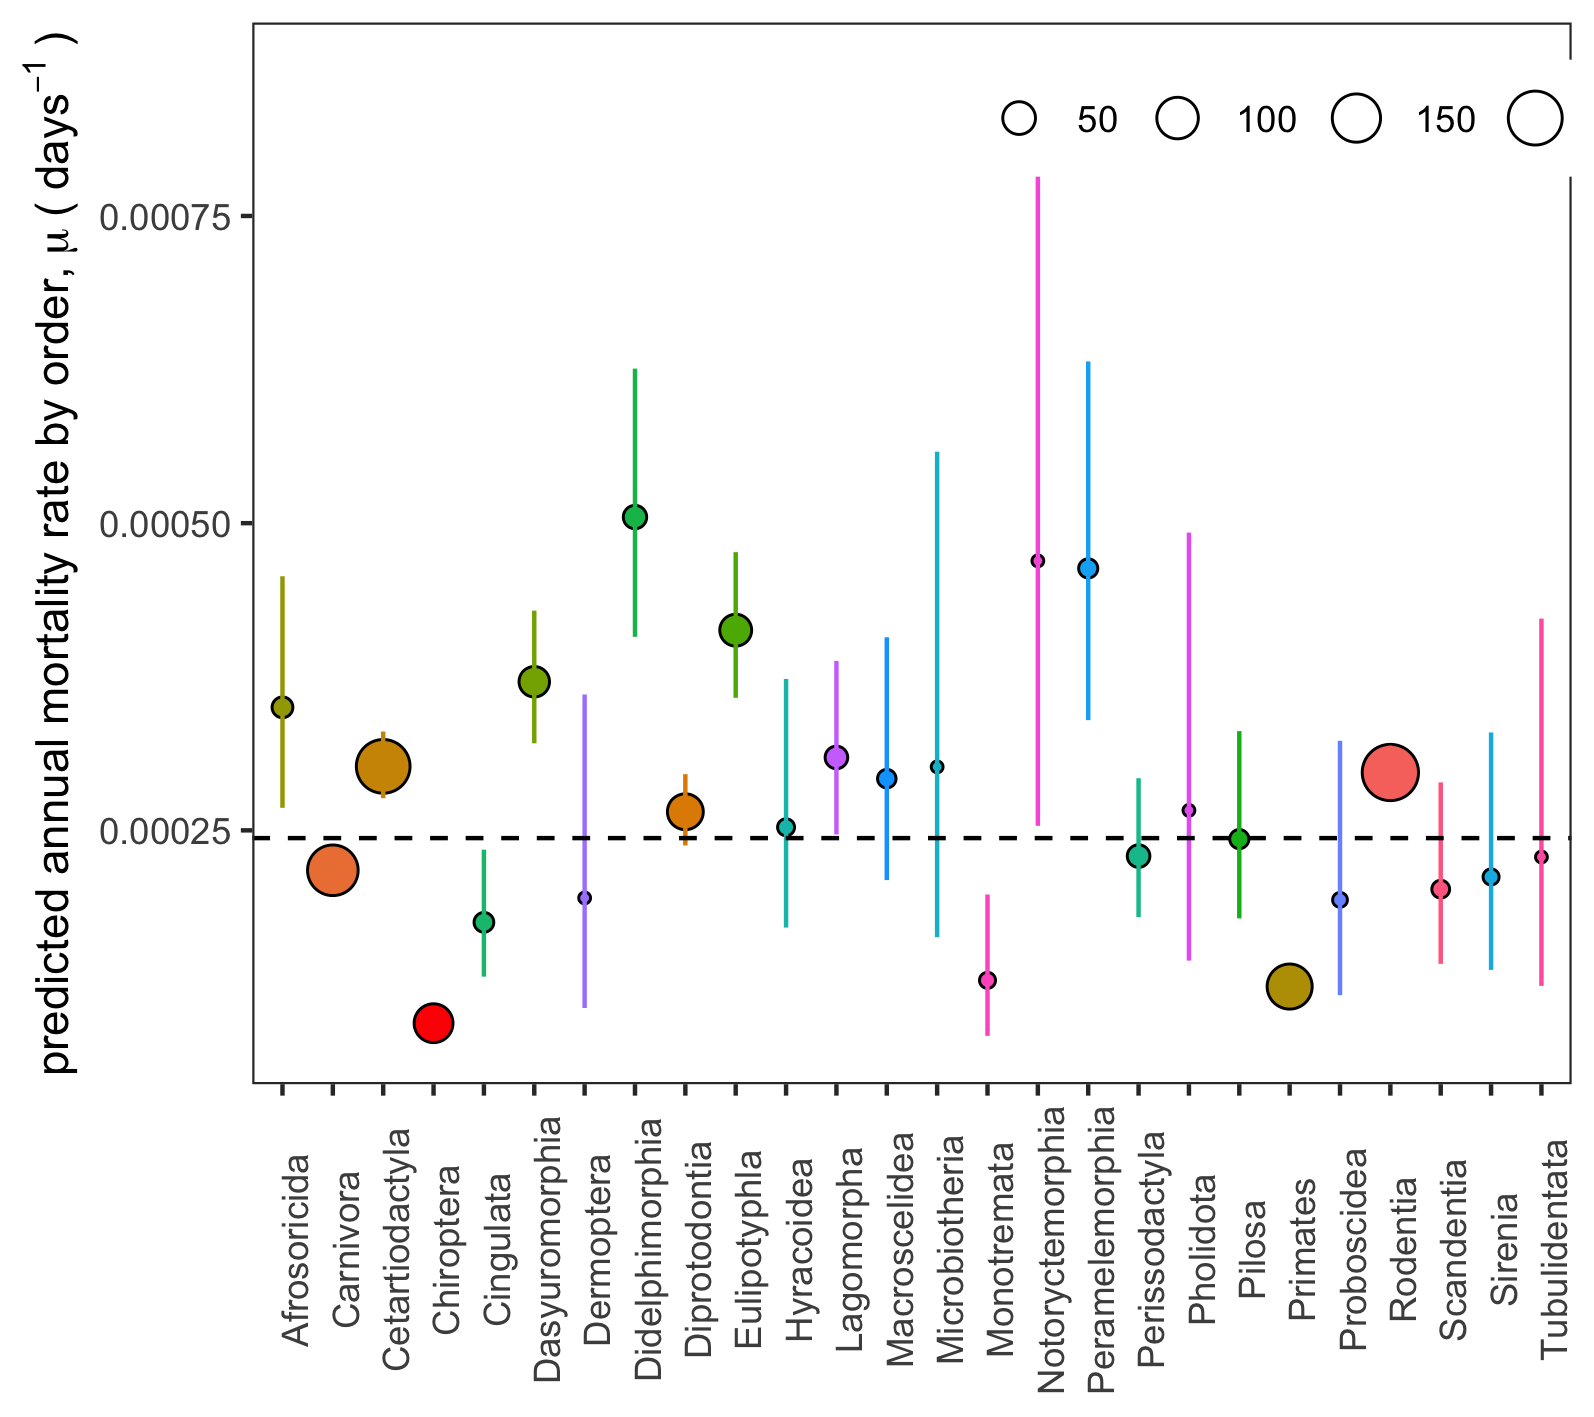 predicted annual mortality rate by order, μ ( days⁻¹ )
50 100 150
0.00075
0.00050
0.00025
Afrosoricida
Carnivora
Cetartiodactyla
Chiroptera
Cingulata
Dasyuromorphia
Dermoptera
Didelphimorphia
Diprotodontia
Eulipotyphla
Hyracoidea
Lagomorpha
Macroscelidea
Microbiotheria
Monotremata
Notoryctemorphia
Peramelemorphia
Perissodactyla
Pholidota
Pilosa
Primates
Proboscidea
Rodentia
Scandentia
Sirenia
Tubulidentata